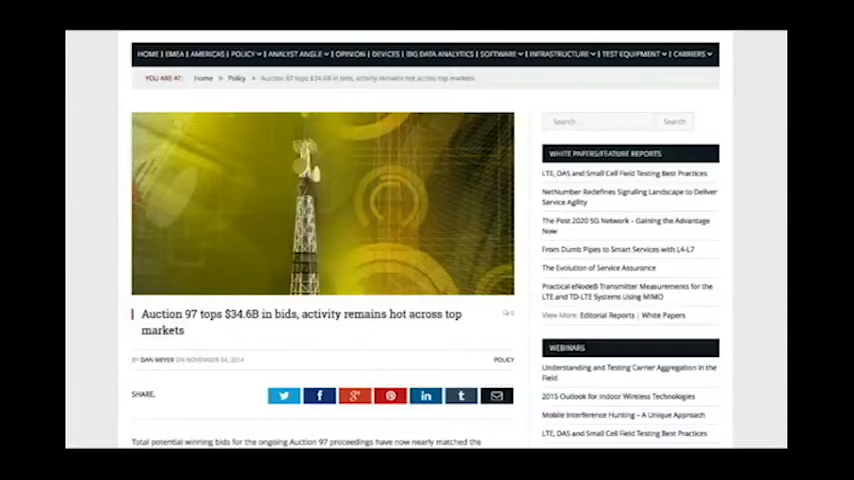 HOME | EMEA | AMERICAS | POLICY | ANALYST ANGLE | OPINION | DEVICES | BIG DATA ANALYTICS | SOFTWARE | INFRASTRUCTURE | TEST EQUIPMENT | CARRIERS
YOU ARE AT: Home » Policy » Auction 97 tops $34.6B in bids, activity remains hot across top markets
Auction 97 tops $34.6B in bids, activity remains hot across top
markets
BY DAN MEYER ON NOVEMBER 24, 2014 POLICY
SHARE.
Total potential winning bids for the ongoing Auction 97 proceedings have now nearly matched the
Search... Search
WHITE PAPERS/FEATURE REPORTS
LTE, DAS and Small Cell Field Testing Best Practices
NetNumber Redefines Signaling Landscape to Deliver
Service Agility
The Post 2020 5G Network – Gaining the Advantage
Now
From Dumb Pipes to Smart Services with L4-L7
The Evolution of Service Assurance
Practical eNodeB Transmitter Measurements for the
LTE and TD-LTE Systems Using MIMO
View More: Editorial Reports | White Papers
WEBINARS
Understanding and Testing Carrier Aggregation in the
Field
2015 Outlook for Indoor Wireless Technologies
Mobile Interference Hunting – A Unique Approach
LTE, DAS and Small Cell Field Testing Best Practices